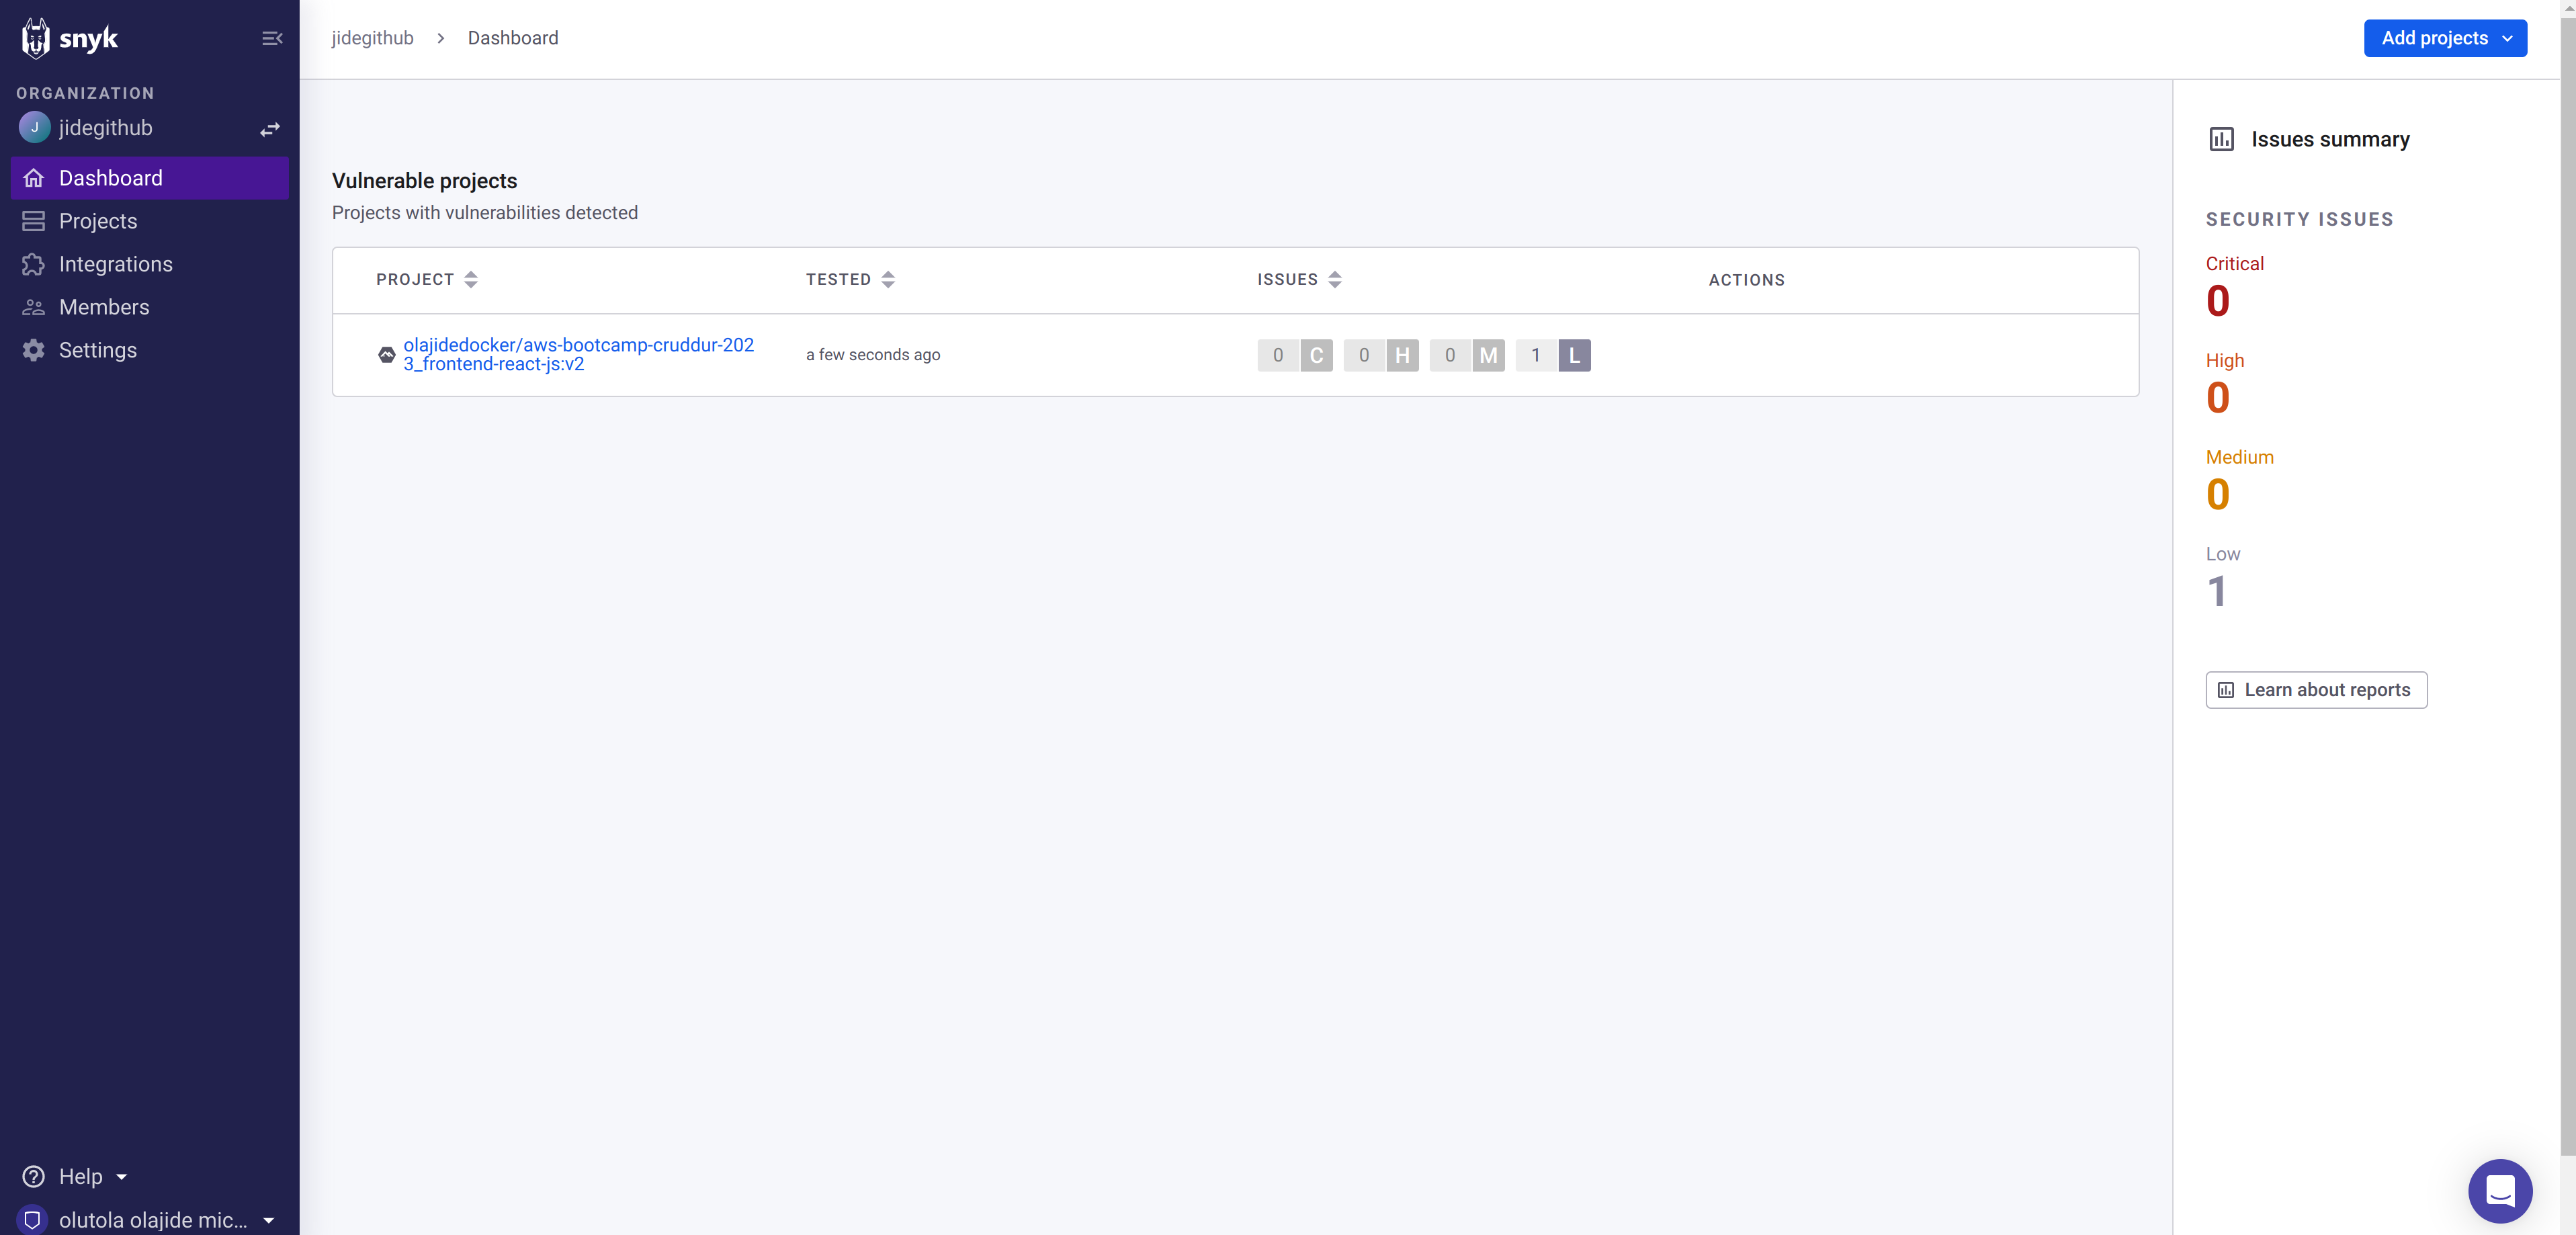 snyk
ORGANIZATION
J
jidegithub
Dashboard
Projects
Integrations
Members
Settings
Help
olutola olajide mic...
jidegithub > Dashboard
Add projects
Vulnerable projects
Projects with vulnerabilities detected
PROJECT TESTED ISSUES ACTIONS
olajidedocker/aws-bootcamp-cruddur-202
3_frontend-react-js:v2
a few seconds ago
0 C 0 H 0 M 1 L
Issues summary
SECURITY ISSUES
Critical
0
High
0
Medium
0
Low
1
Learn about reports